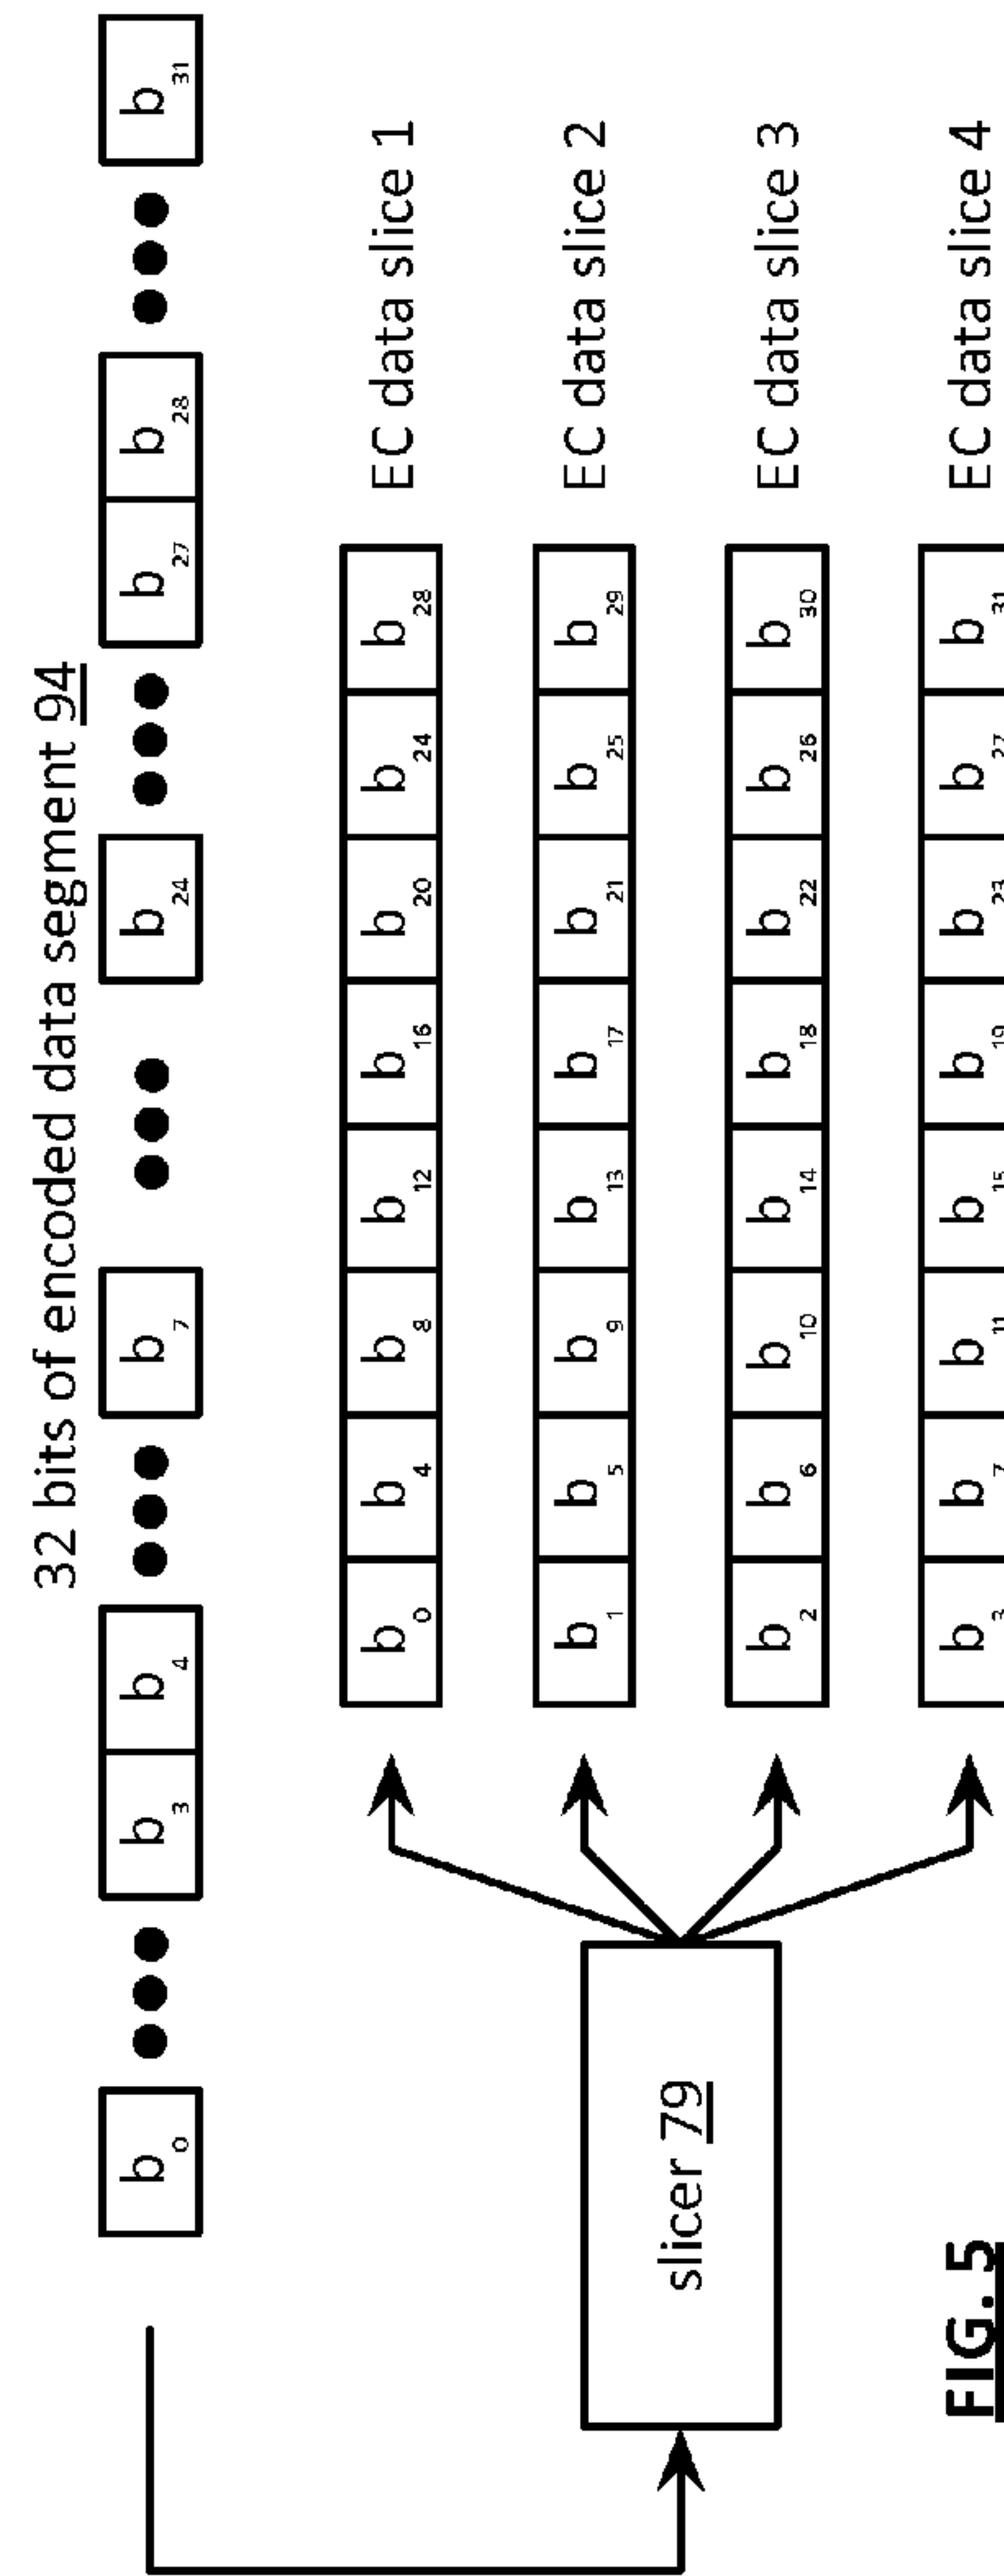 32 bits of encoded data segment 94
b0 b3 b4 b7 b24 b27 b28 b31
b0 b4 b8 b12 b16 b20 b24 b28 EC data slice 1
b1 b5 b9 b13 b17 b21 b25 b29 EC data slice 2
slicer 79
b2 b6 b10 b14 b18 b22 b26 b30 EC data slice 3
b3 b7 b11 b15 b19 b23 b27 b31 EC data slice 4
FIG. 5